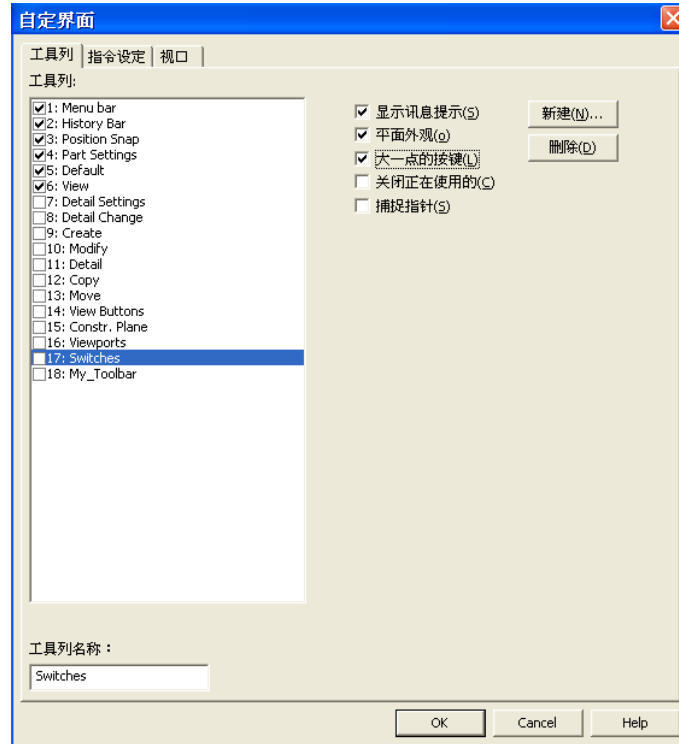 自定界面
工具列 指令设定 视口
工具列:
1: Menu bar
2: History Bar
3: Position Snap
4: Part Settings
5: Default
6: View
7: Detail Settings
8: Detail Change
9: Create
10: Modify
11: Detail
12: Copy
13: Move
14: View Buttons
15: Constr. Plane
16: Viewports
17: Switches
18: My_Toolbar
显示讯息提示(S)
平面外观(o)
大一点的按键(L)
关闭正在使用的(C)
捕捉指针(S)
新建(N)...
删除(D)
工具列名称：
Switches
OK Cancel Help